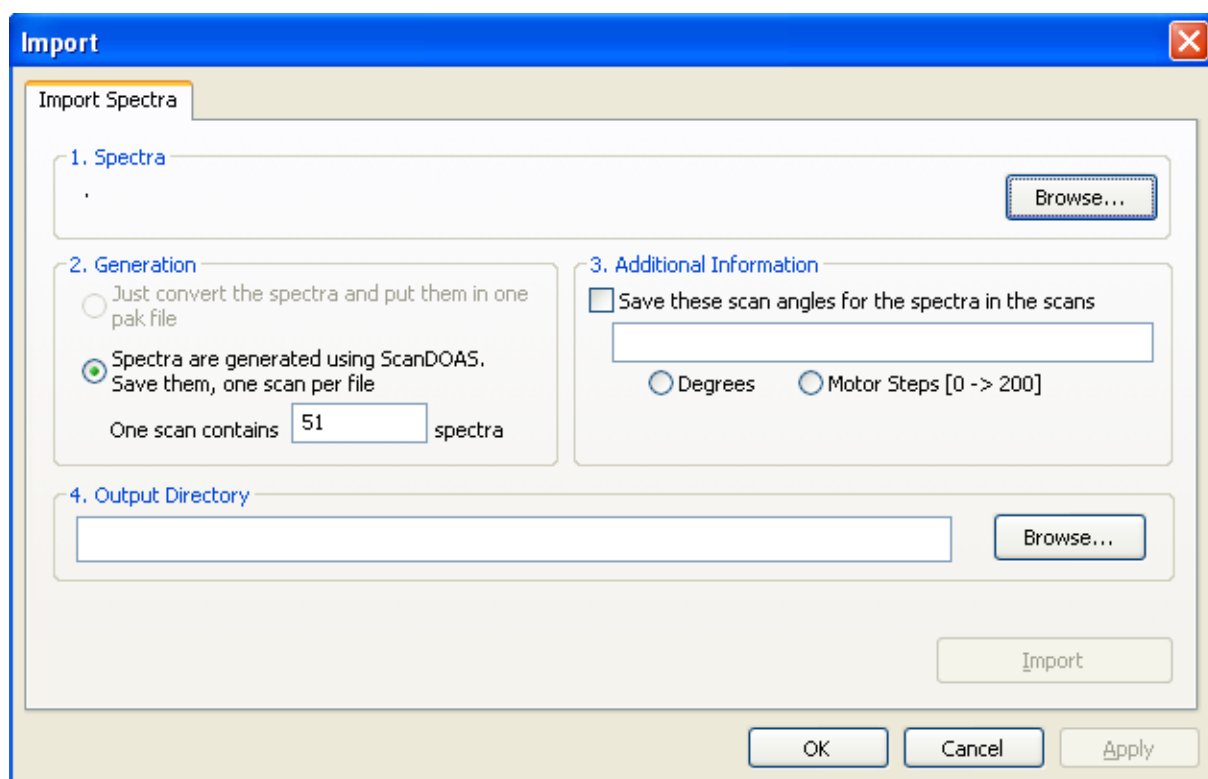 Import
Import Spectra
1. Spectra
.
Browse...
2. Generation
Just convert the spectra and put them in one
pak file
Spectra are generated using ScanDOAS.
Save them, one scan per file
One scan contains 51 spectra
3. Additional Information
Save these scan angles for the spectra in the scans
Degrees Motor Steps [0 -> 200]
4. Output Directory
Browse...
Import
OK Cancel Apply